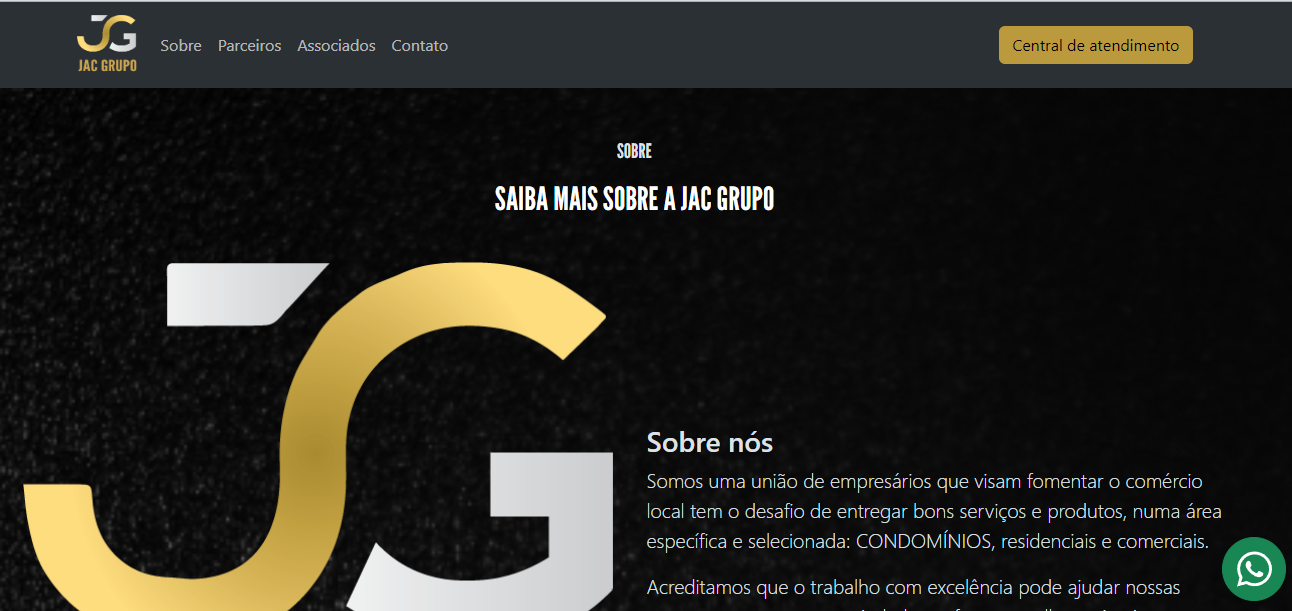 JAC GRUPO
Sobre Parceiros Associados Contato
Central de atendimento
SOBRE
SAIBA MAIS SOBRE A JAC GRUPO
Sobre nós
Somos uma união de empresários que visam fomentar o comércio
local tem o desafio de entregar bons serviços e produtos, numa área
específica e selecionada: CONDOMÍNIOS, residenciais e comerciais.
Acreditamos que o trabalho com excelência pode ajudar nossas